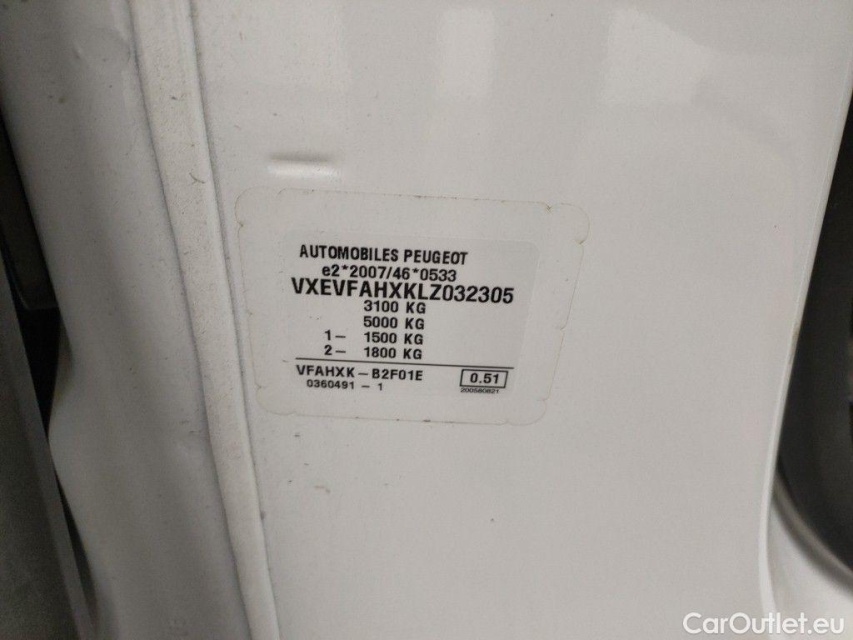 AUTOMOBILES PEUGEOT
e2*2007/46*0533
VXEVFAHXKLZ032305
3100 KG
5000 KG
1– 1500 KG
2– 1800 KG
VFAHXK–B2F01E 0.51
0360491 – 1 200580821
CarOutlet.eu